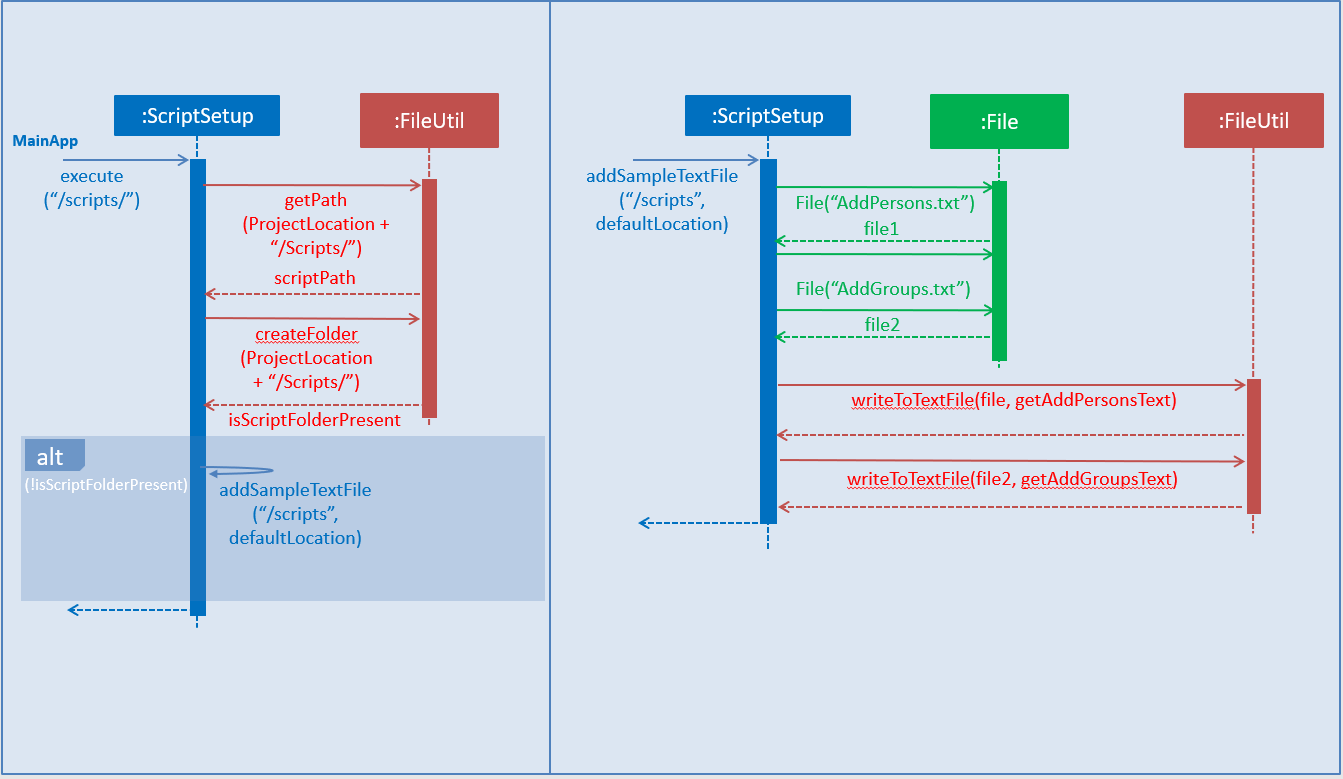 :ScriptSetup
:FileUtil
MainApp
execute
(“/scripts/”)
getPath
(ProjectLocation +
“/Scripts/”)
scriptPath
createFolder
(ProjectLocation
+ “/Scripts/”)
isScriptFolderPresent
alt
(!isScriptFolderPresent)
addSampleTextFile
(“/scripts”,
defaultLocation)
:ScriptSetup
:File
:FileUtil
addSampleTextFile
(“/scripts”,
defaultLocation)
File(“AddPersons.txt”)
file1
File(“AddGroups.txt”)
file2
writeToTextFile(file, getAddPersonsText)
writeToTextFile(file2, getAddGroupsText)